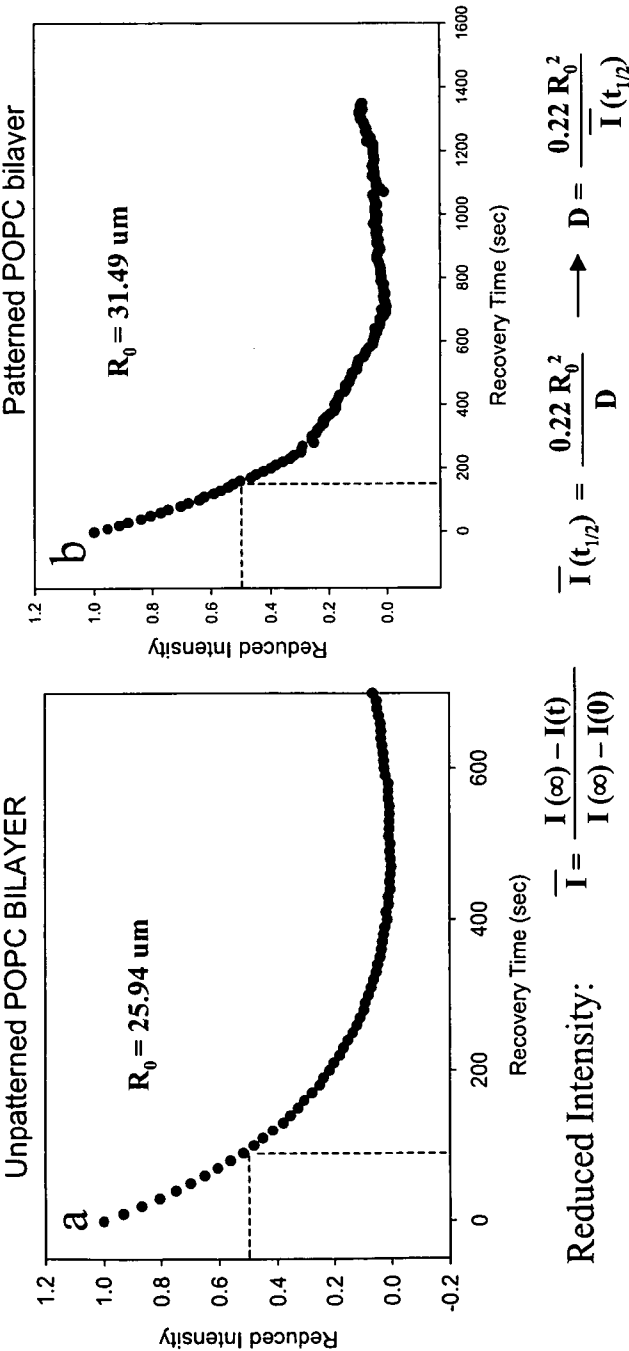 Unpatterned POPC BILAYER
a
R₀ = 25.94 um
1.2
1.0
0.8
0.6
0.4
0.2
0.0
-0.2
Reduced Intensity
0
200
400
600
Recovery Time (sec)
Patterned POPC bilayer
b
R₀ = 31.49 um
1.2
1.0
0.8
0.6
0.4
0.2
0.0
Reduced Intensity
0
200
400
600
800
1000
1200
1400
1600
Recovery Time (sec)
Reduced Intensity: Ī = (I(∞) − I(t)) / (I(∞) − I(0))
Ī(t₁/₂) = 0.22 R₀² / D → D = 0.22 R₀² / Ī(t₁/₂)